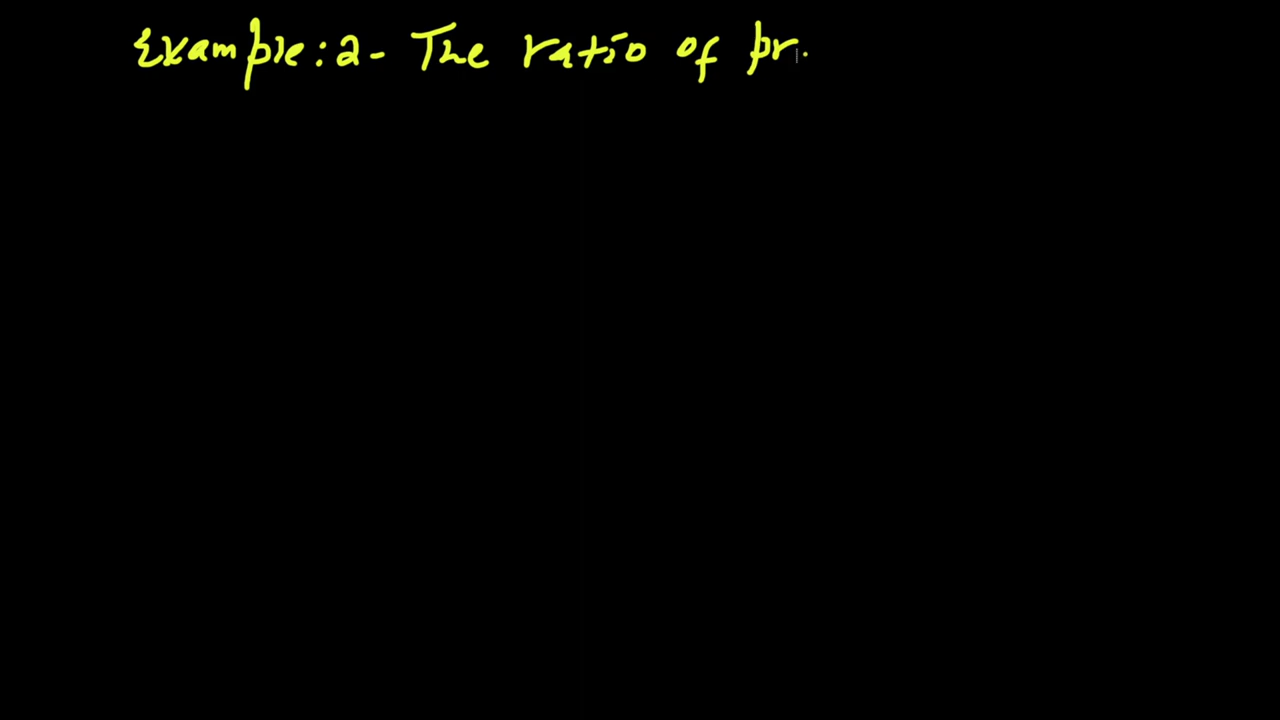 Example: 2- The ratio of pr.